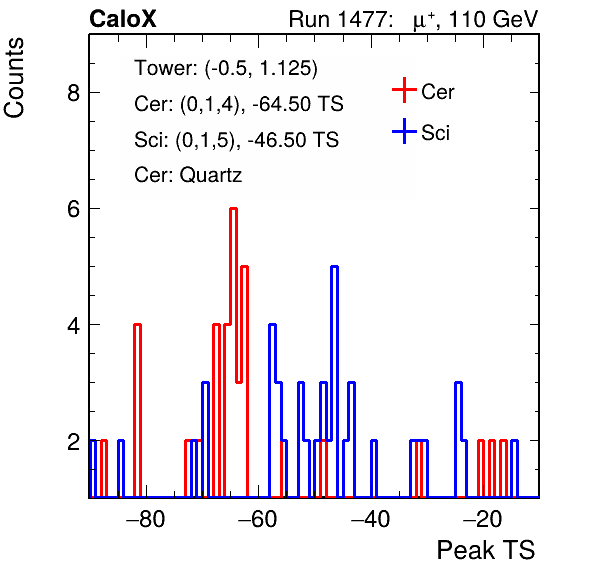 CaloX Run 1477: μ⁺, 110 GeV
Counts
Tower: (-0.5, 1.125)
Cer: (0,1,4), -64.50 TS
Sci: (0,1,5), -46.50 TS
Cer: Quartz
Cer
Sci
8
6
4
2
−80 −60 −40 −20
Peak TS